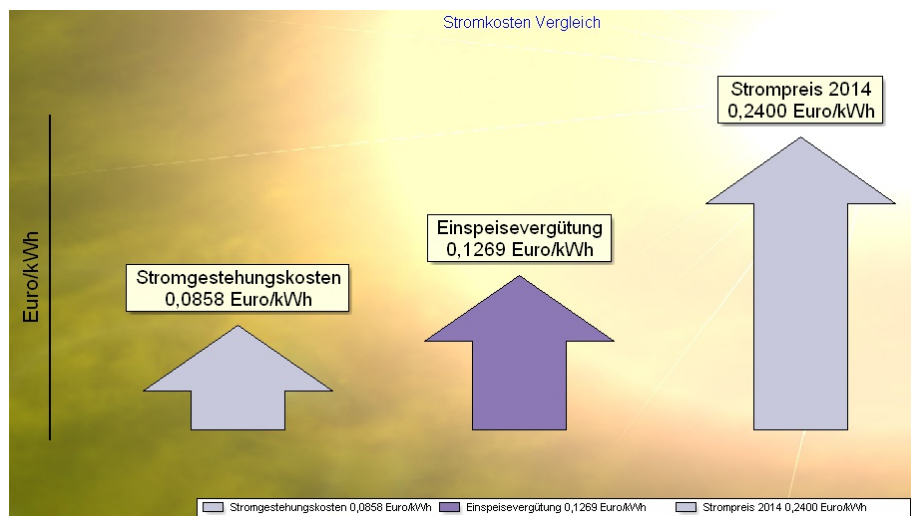 Stromkosten Vergleich
Strompreis 2014
0,2400 Euro/kWh
Einspeisevergütung
0,1269 Euro/kWh
Stromgestehungskosten
0,0858 Euro/kWh
Euro/kWh
Stromgestehungskosten 0,0858 Euro/kWh Einspeisevergütung 0,1269 Euro/kWh Strompreis 2014 0,2400 Euro/kWh